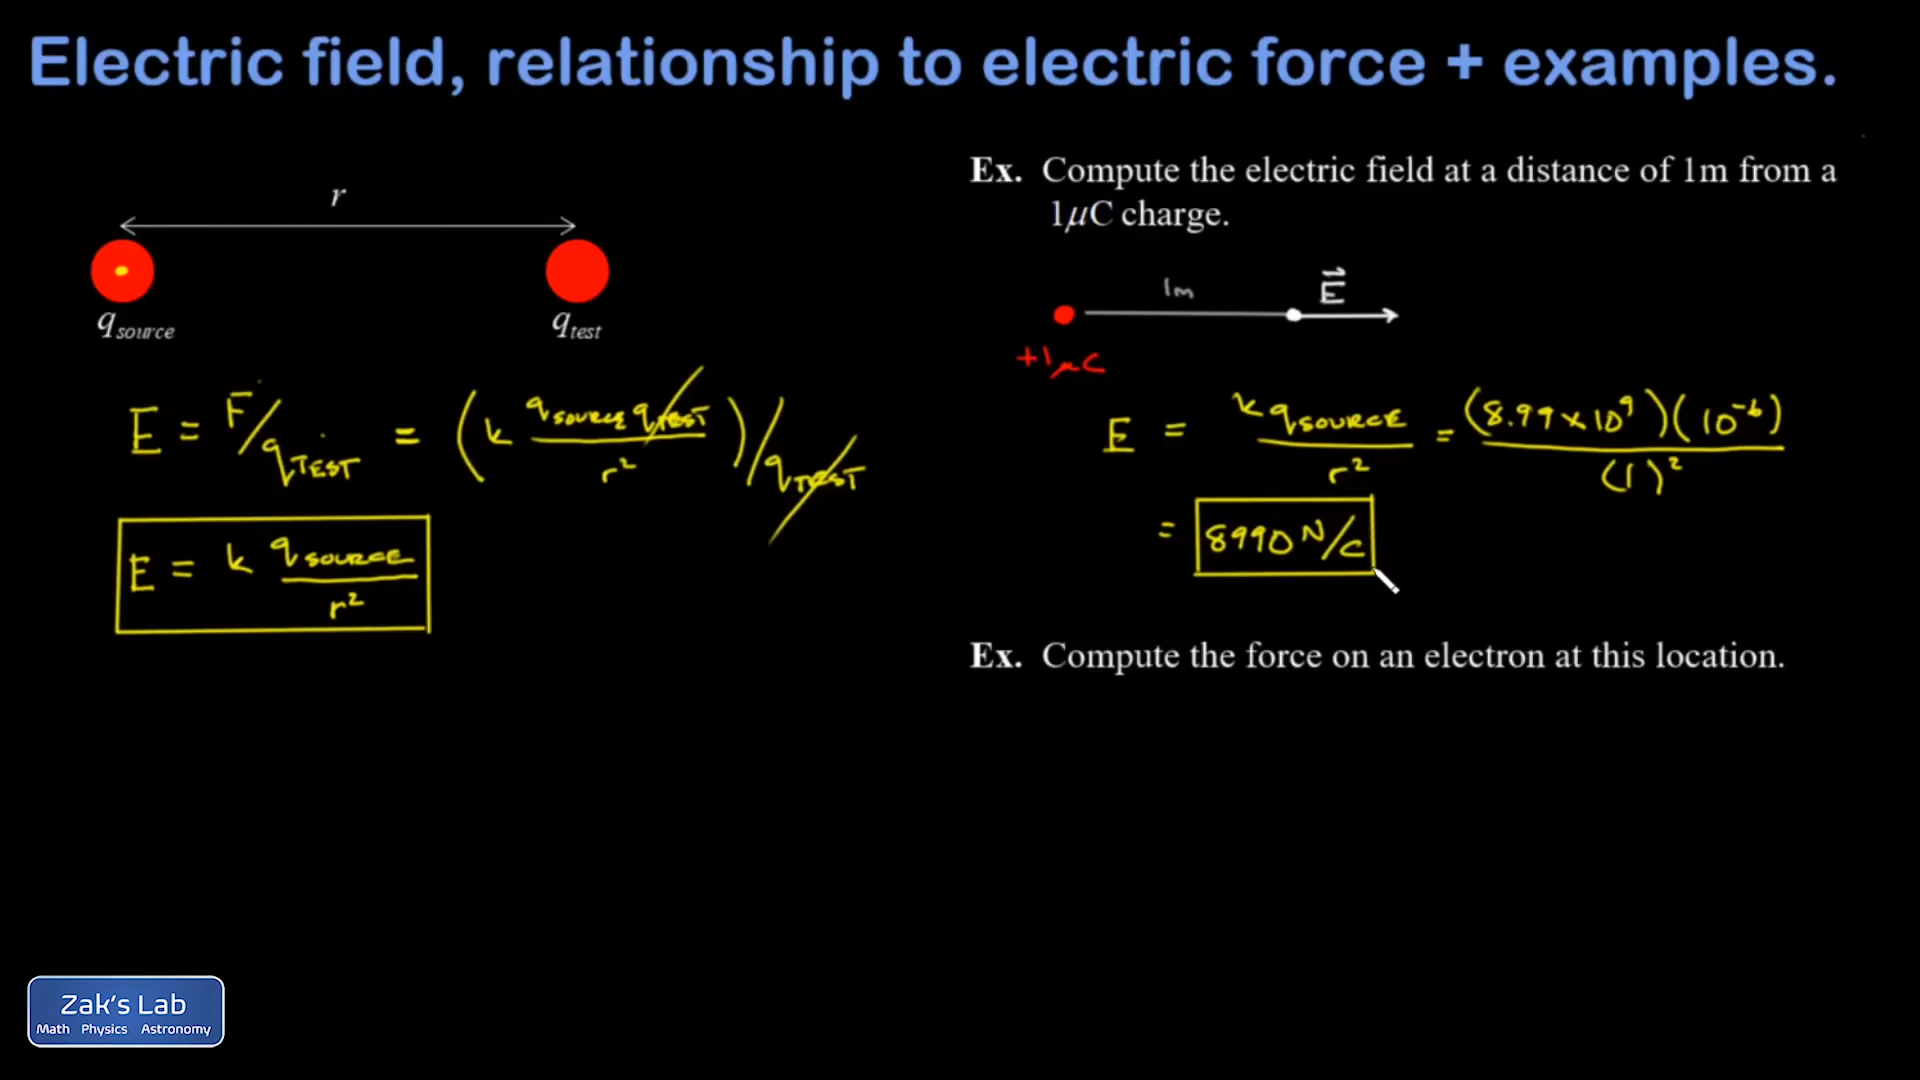 Electric field, relationship to electric force + examples.
r
q_source
q_test
E = F/q_TEST = (k q_SOURCE q_TEST / r²) / q_TEST
E = k q_SOURCE / r²
Ex. Compute the electric field at a distance of 1m from a
1μC charge.
1m
E⃗
+1μC
E = k q_SOURCE / r² = (8.99 × 10⁹)(10⁻⁶) / (1)²
= 8990 N/C
Ex. Compute the force on an electron at this location.
Zak's Lab
Math Physics Astronomy